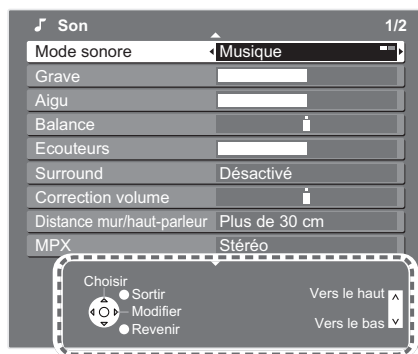 Son 1/2
Mode sonore Musique
Grave
Aigu
Balance
Ecouteurs
Surround Désactivé
Correction volume
Distance mur/haut-parleur Plus de 30 cm
MPX Stéréo
Choisir
Sortir
Modifier
Revenir
Vers le haut
Vers le bas